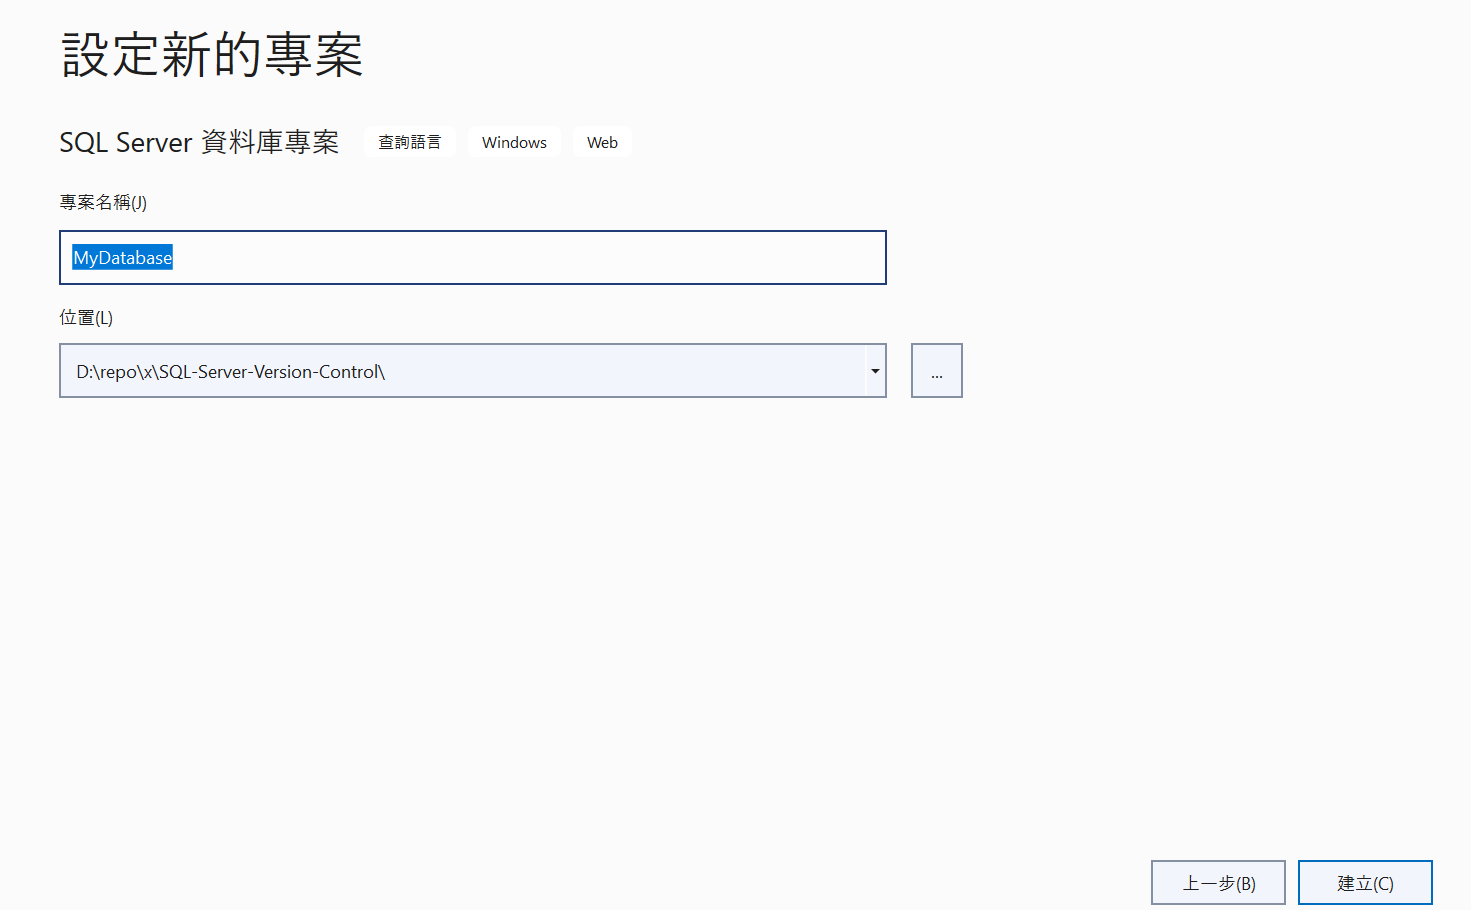 設定新的專案
SQL Server 資料庫專案 查詢語言 Windows Web
專案名稱(J)
MyDatabase
位置(L)
D:\repo\x\SQL-Server-Version-Control\
...
上一步(B) 建立(C)